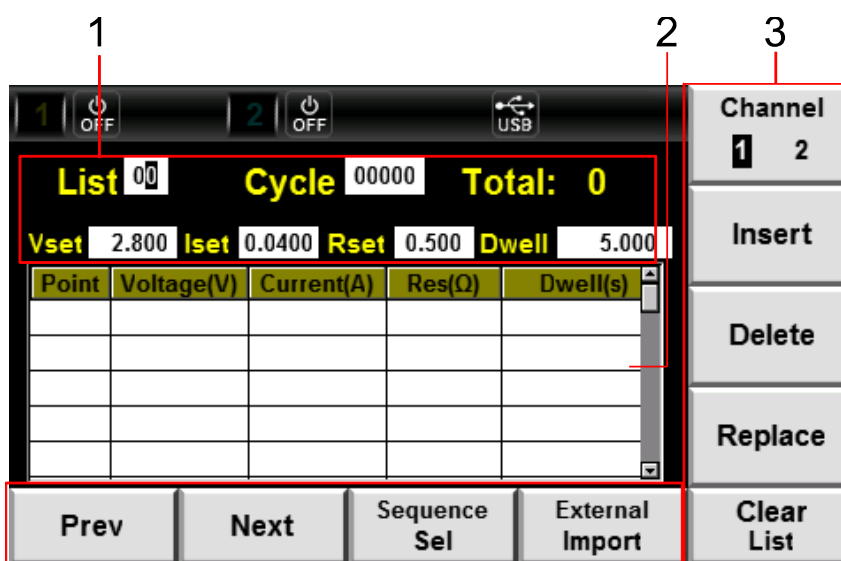 1 2 3
1 OFF 2 OFF USB
Channel
1 2
List 00 Cycle 00000 Total: 0
Vset 2.800 Iset 0.0400 Rset 0.500 Dwell 5.000
Point Voltage(V) Current(A) Res(Ω) Dwell(s)
Insert
Delete
Replace
Prev
Next
Sequence
Sel
External
Import
Clear
List